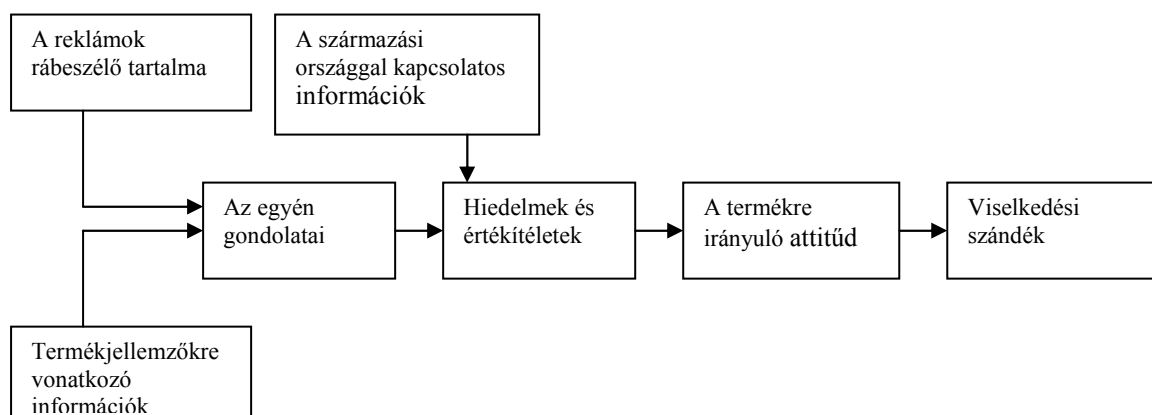 A reklámok
rábeszélő tartalma
A származási
országgal kapcsolatos
információk
Az egyén
gondolatai
Hiedelmek és
értékítéletek
A termékre
irányuló attitűd
Viselkedési
szándék
Termékjellemzőkre
vonatkozó
információk